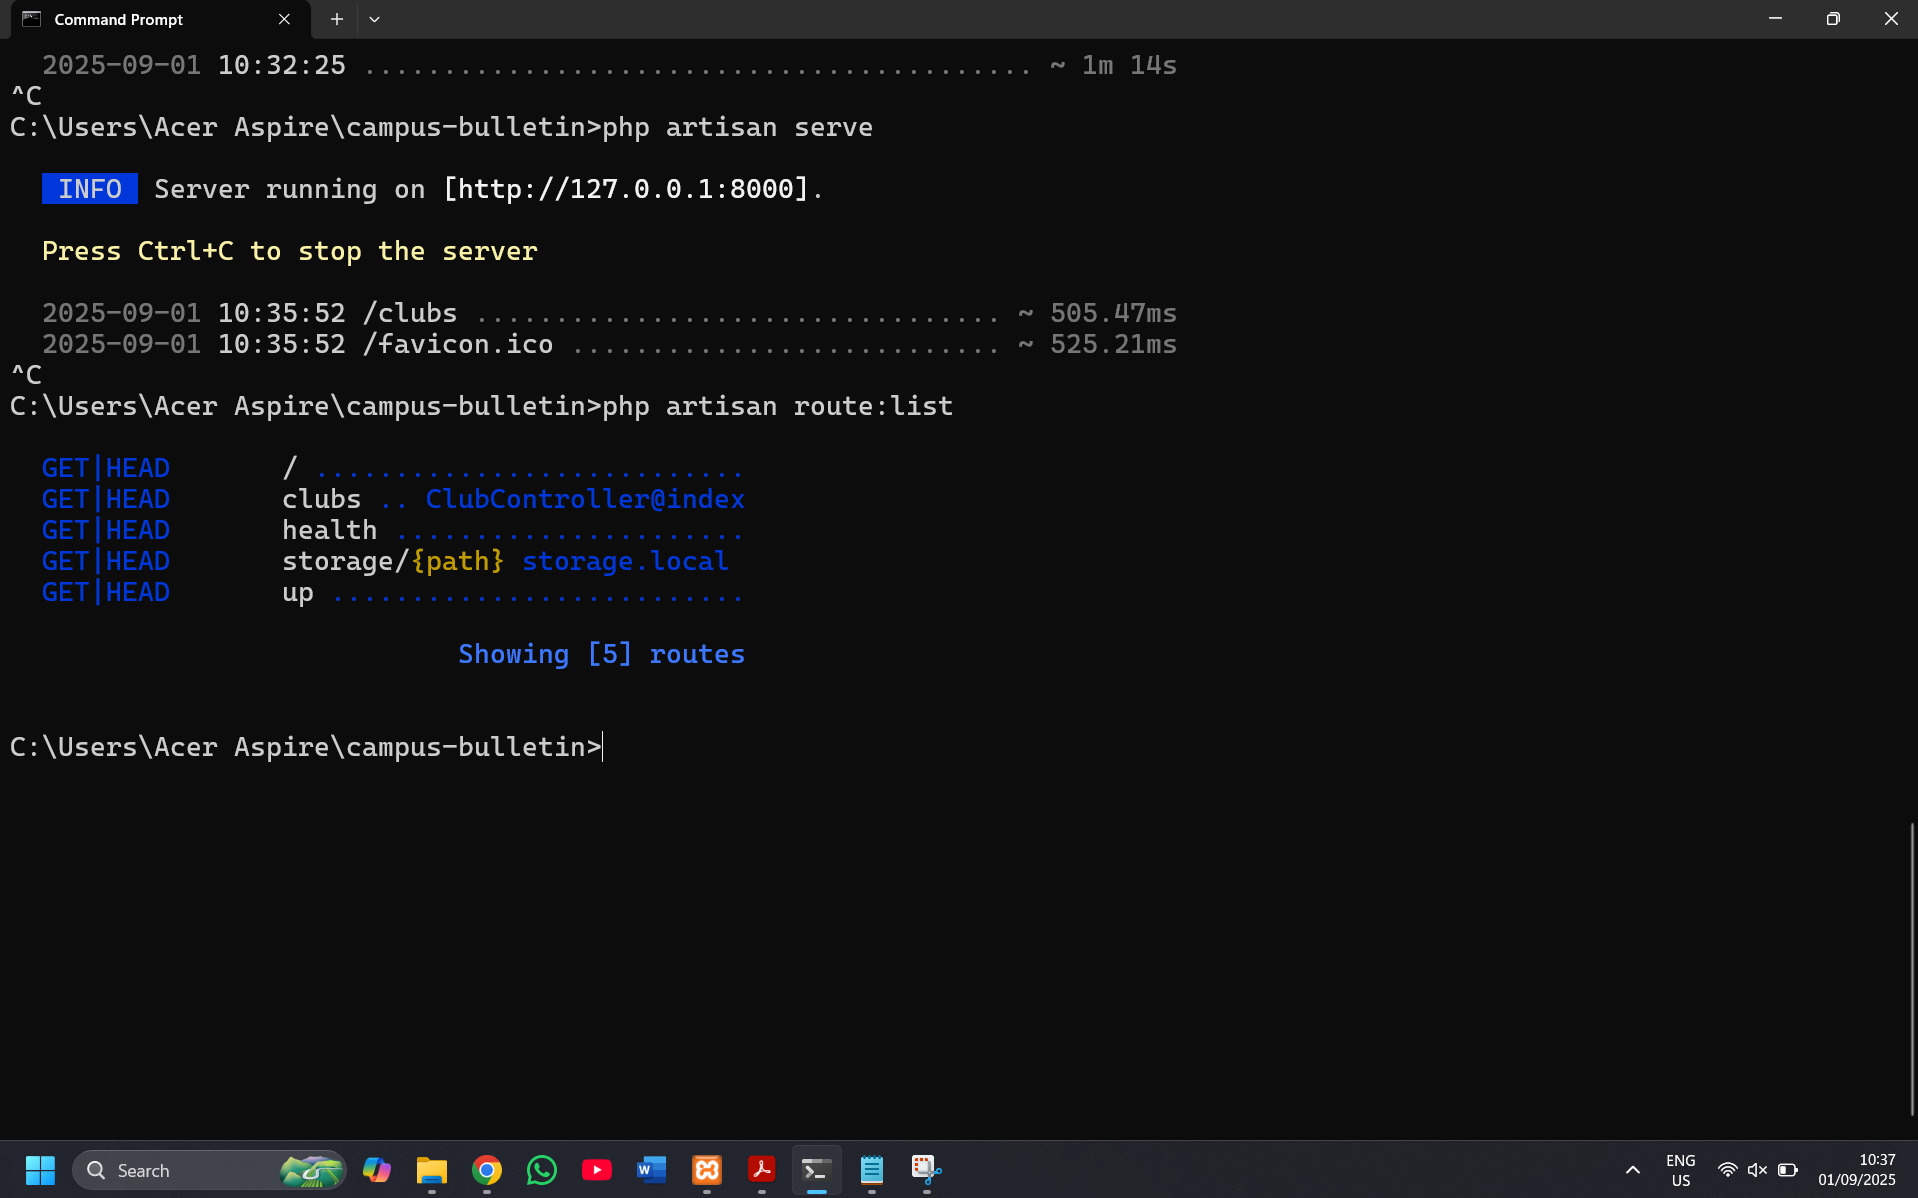 Command Prompt
2025-09-01 10:32:25 .......................................... ~ 1m 14s
^C
C:\Users\Acer Aspire\campus-bulletin>php artisan serve
INFO Server running on [http://127.0.0.1:8000].
Press Ctrl+C to stop the server
2025-09-01 10:35:52 /clubs ................................. ~ 505.47ms
2025-09-01 10:35:52 /favicon.ico ........................... ~ 525.21ms
^C
C:\Users\Acer Aspire\campus-bulletin>php artisan route:list
GET|HEAD / ...........................
GET|HEAD clubs .. ClubController@index
GET|HEAD health ......................
GET|HEAD storage/{path} storage.local
GET|HEAD up ..........................
Showing [5] routes
C:\Users\Acer Aspire\campus-bulletin>
Search
W
ENG
US
10:37
01/09/2025